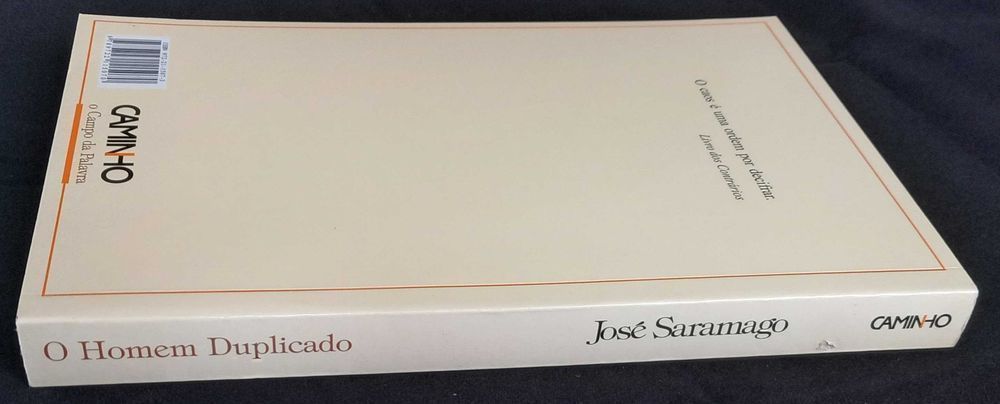 O caos é uma ordem por decifrar.
Livro dos Contrários
CAMINHO
o Campo da Palavra
O Homem Duplicado
José Saramago
CAMINHO